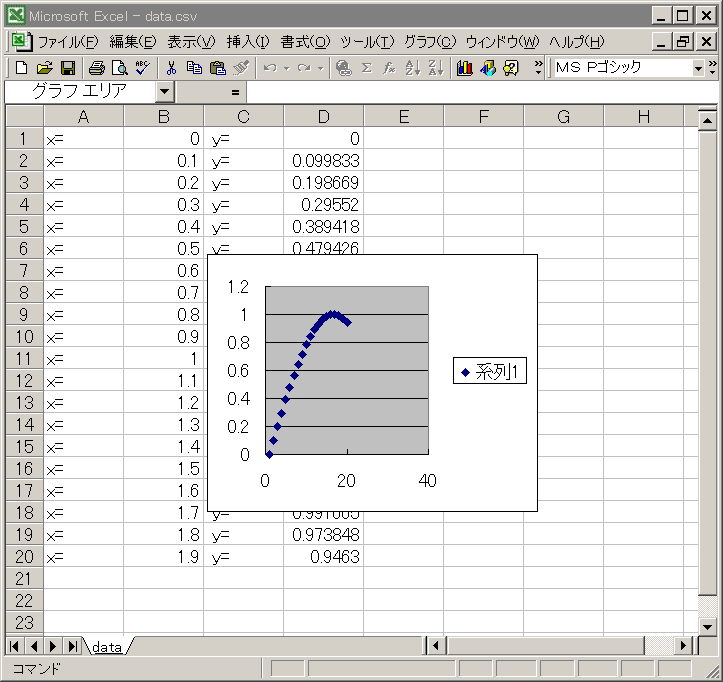 Microsoft Excel - data.csv
ファイル(F) 編集(E) 表示(V) 挿入(I) 書式(O) ツール(T) グラフ(C) ウィンドウ(W) ヘルプ(H)
MS Pゴシック
グラフ エリア =
A B C D E F G H
1 x= 0 y= 0
2 x= 0.1 y= 0.099833
3 x= 0.2 y= 0.198669
4 x= 0.3 y= 0.29552
5 x= 0.4 y= 0.389418
6 x= 0.5 y= 0.479426
7 x= 0.6
8 x= 0.7
9 x= 0.8
10 x= 0.9
11 x= 1
12 x= 1.1
13 x= 1.2
14 x= 1.3
15 x= 1.4
16 x= 1.5
17 x= 1.6
18 x= 1.7 y= 0.991665
19 x= 1.8 y= 0.973848
20 x= 1.9 y= 0.9463
21
22
23
1.2
1
0.8
0.6
0.4
0.2
0
0 20 40
系列1
data
コマンド